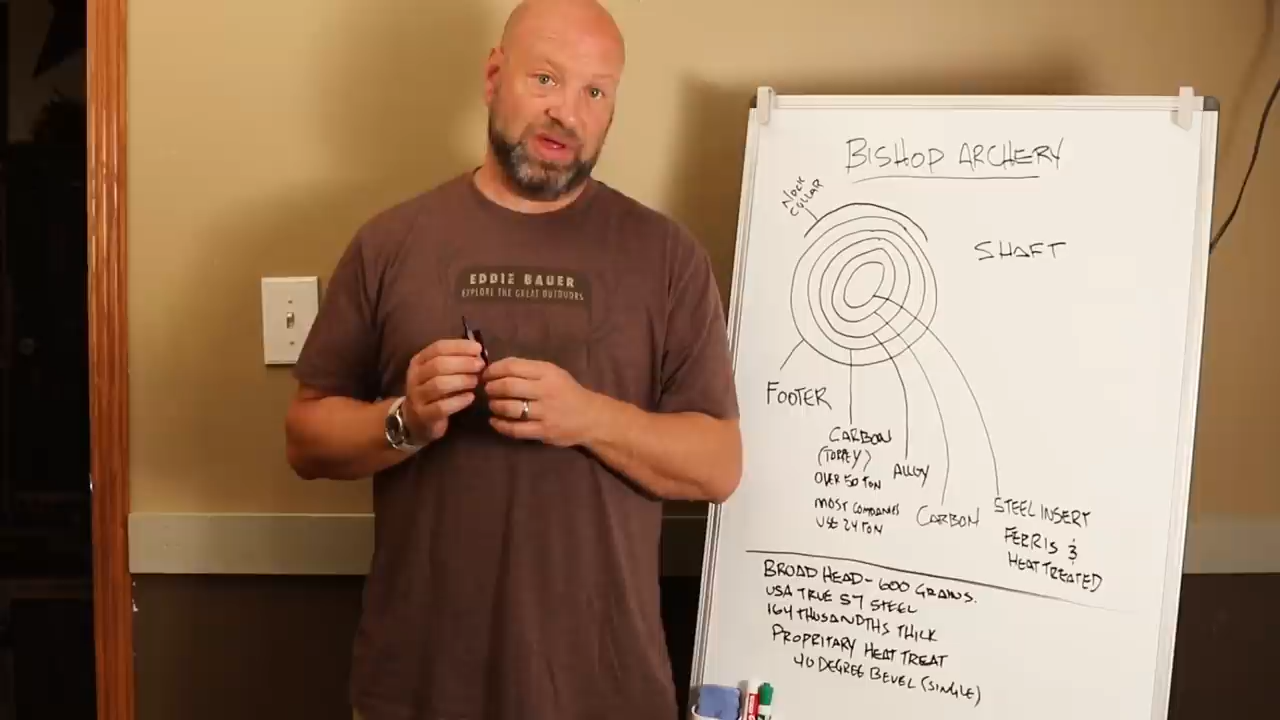 EDDIE BAUER
EXPLORE THE GREAT OUTDOORS
BISHOP ARCHERY
NOCK
COLLAR
SHAFT
FOOTER
CARBON
(TORREY)
OVER 50 TON
MOST COMPANIES
USE 24 TON
ALLOY
CARBON
STEEL INSERT
FERRIS &
HEAT TREATED
BROAD HEAD - 600 GRAINS.
USA TRUE S7 STEEL
164 THUSANDTHS THICK
PROPRITARY HEAT TREAT
40 DEGREE BEVEL (SINGLE)